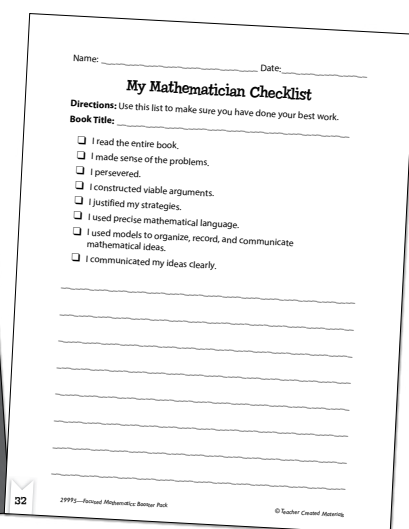 Name: Date:
My Mathematician Checklist
Directions: Use this list to make sure you have done your best work.
Book Title:
I read the entire book.
I made sense of the problems.
I persevered.
I constructed viable arguments.
I justified my strategies.
I used precise mathematical language.
I used models to organize, record, and communicate
mathematical ideas.
I communicated my ideas clearly.
32
29995—Focused Mathematics Booster Pack
© Teacher Created Materials